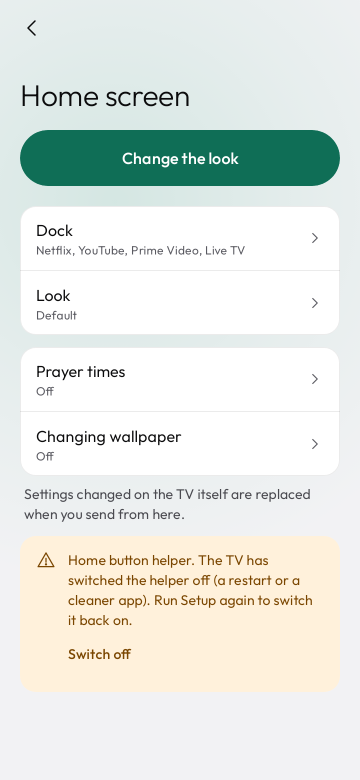 Home screen
Change the look
Dock
Netflix, YouTube, Prime Video, Live TV
Look
Default
Prayer times
Off
Changing wallpaper
Off
Settings changed on the TV itself are replaced
when you send from here.
Home button helper. The TV has
switched the helper off (a restart or a
cleaner app). Run Setup again to switch
it back on.
Switch off